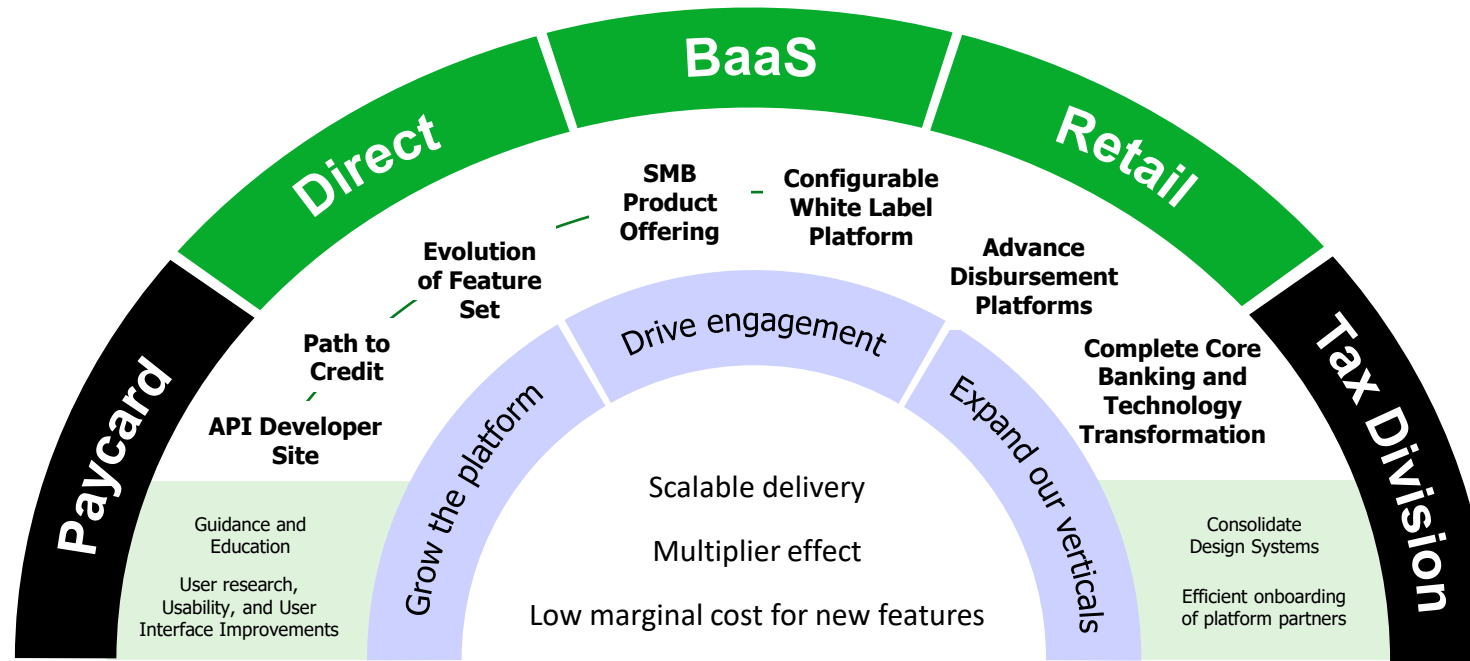 Paycard
Direct
BaaS
Retail
Tax Division
API Developer
Site
Path to
Credit
Evolution
of Feature
Set
SMB
Product
Offering
Configurable
White Label
Platform
Advance
Disbursement
Platforms
Complete Core
Banking and
Technology
Transformation
Grow the platform
Drive engagement
Expand our verticals
Guidance and
Education
User research,
Usability, and User
Interface Improvements
Scalable delivery
Multiplier effect
Low marginal cost for new features
Consolidate
Design Systems
Efficient onboarding
of platform partners